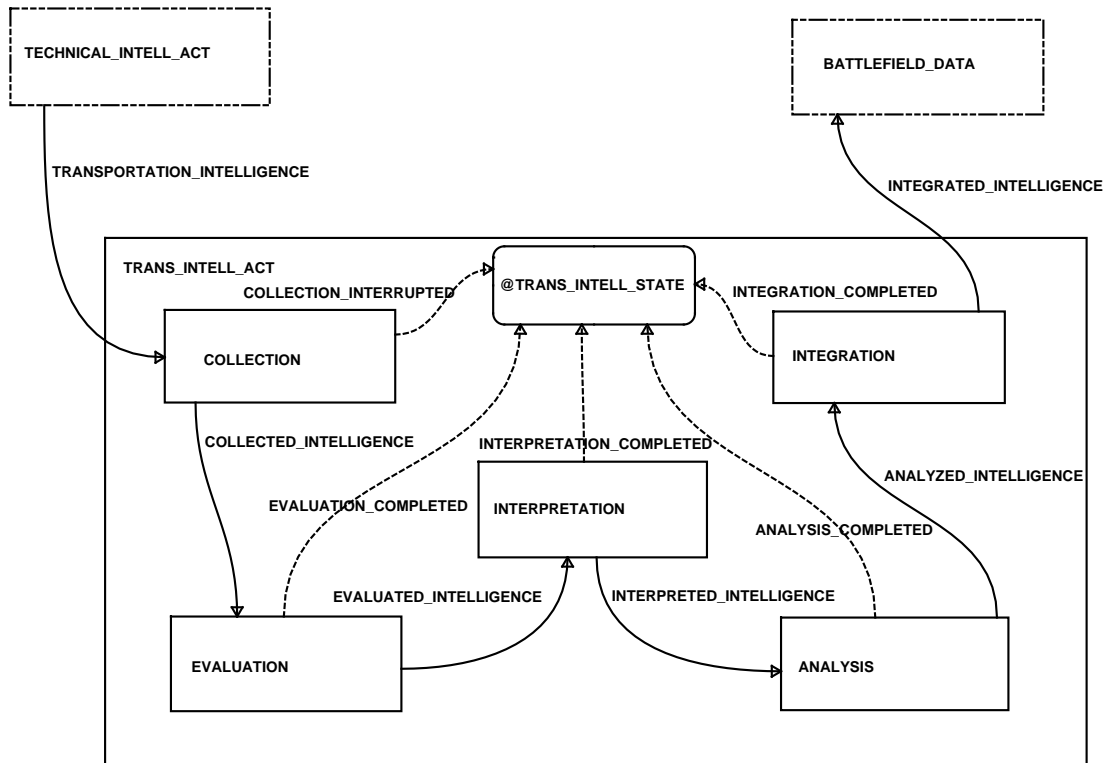 TECHNICAL_INTELL_ACT
BATTLEFIELD_DATA
TRANSPORTATION_INTELLIGENCE
INTEGRATED_INTELLIGENCE
TRANS_INTELL_ACT
@TRANS_INTELL_STATE
COLLECTION_INTERRUPTED
INTEGRATION_COMPLETED
COLLECTION
INTEGRATION
COLLECTED_INTELLIGENCE
INTERPRETATION_COMPLETED
ANALYZED_INTELLIGENCE
EVALUATION_COMPLETED
INTERPRETATION
ANALYSIS_COMPLETED
EVALUATED_INTELLIGENCE
INTERPRETED_INTELLIGENCE
EVALUATION
ANALYSIS